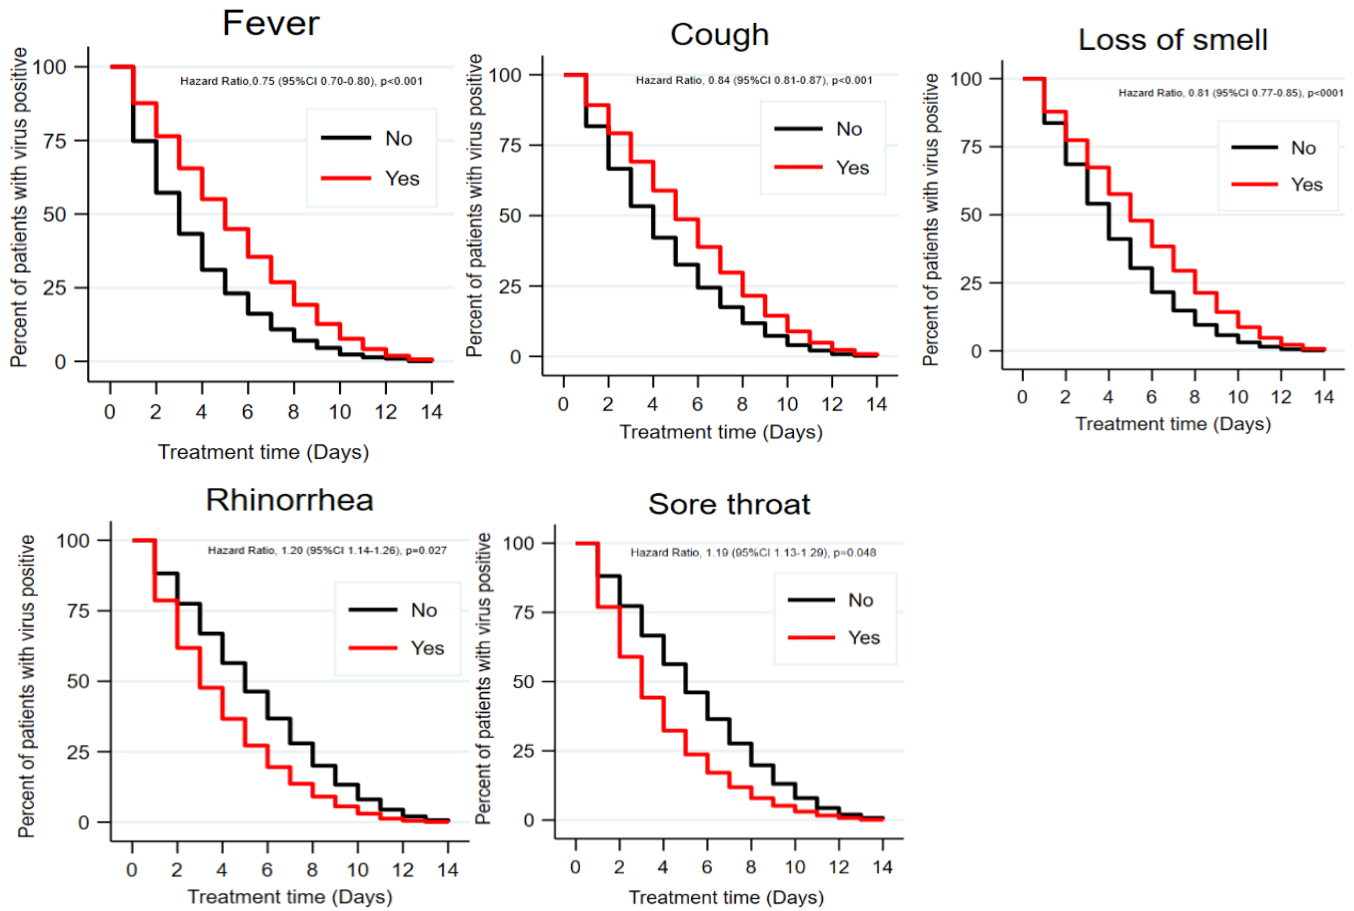 Fever
Percent of patients with virus positive
Hazard Ratio,0.75 (95%CI 0.70-0.80), p<0.001
No
Yes
100
75
50
25
0
0 2 4 6 8 10 12 14
Treatment time (Days)
Cough
Percent of patients with virus positive
Hazard Ratio, 0.84 (95%CI 0.81-0.87), p<0.001
No
Yes
100
75
50
25
0
0 2 4 6 8 10 12 14
Treatment time (Days)
Loss of smell
Percent of patients with virus positive
Hazard Ratio, 0.81 (95%CI 0.77-0.85), p<0001
No
Yes
100
75
50
25
0
0 2 4 6 8 10 12 14
Treatment time (Days)
Rhinorrhea
Percent of patients with virus positive
Hazard Ratio, 1.20 (95%CI 1.14-1.26), p=0.027
No
Yes
100
75
50
25
0
0 2 4 6 8 10 12 14
Treatment time (Days)
Sore throat
Percent of patients with virus positive
Hazard Ratio, 1.19 (95%CI 1.13-1.29), p=0.048
No
Yes
100
75
50
25
0
0 2 4 6 8 10 12 14
Treatment time (Days)